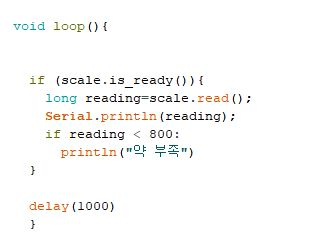 void loop(){
if (scale.is_ready()){
long reading=scale.read();
Serial.println(reading);
if reading < 800:
println("약 부족")
}
delay(1000)
}